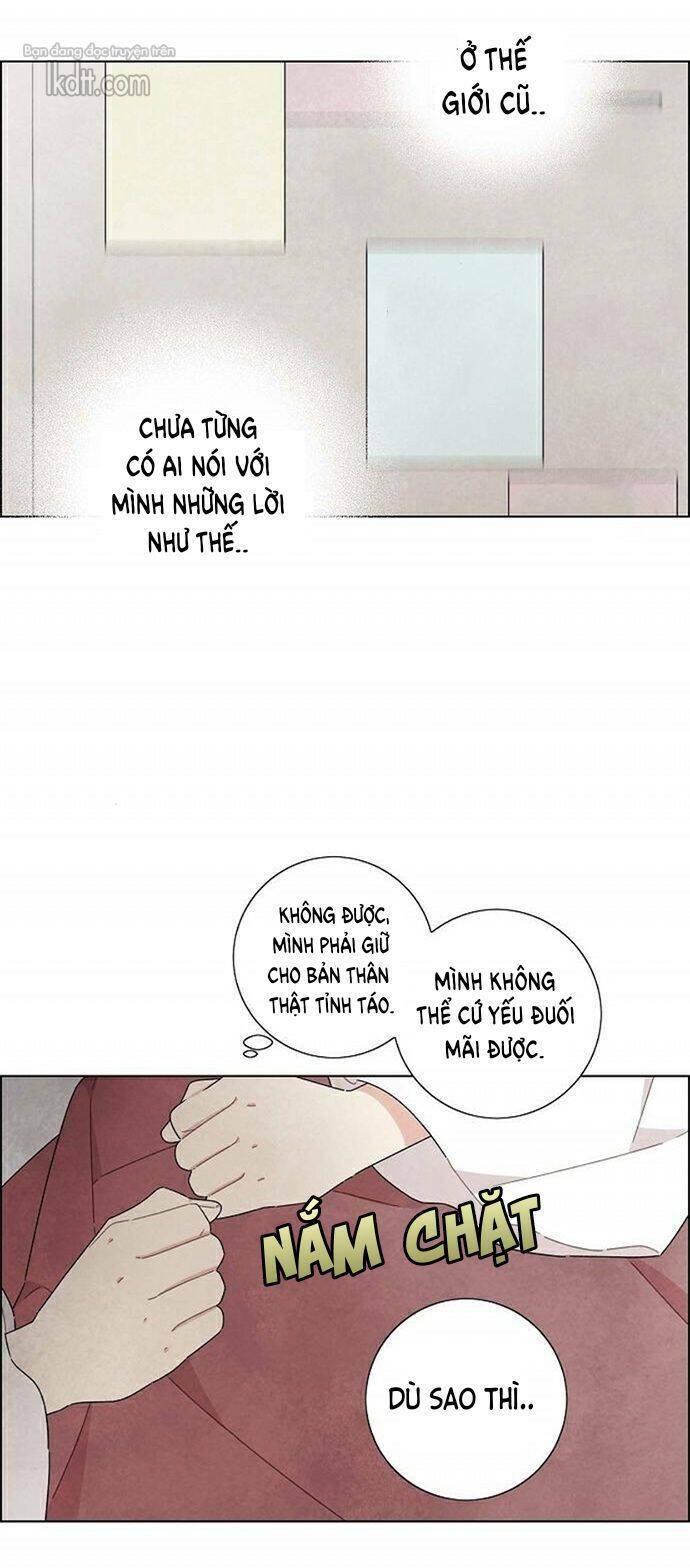 Bạn đang đọc truyện trên
lkdtt.com
Ở THẾ
GIỚI CŨ..
CHƯA TỪNG
CÓ AI NÓI VỚI
MÌNH NHỮNG LỜI
NHƯ THẾ..
KHÔNG ĐƯỢC,
MÌNH PHẢI GIỮ
CHO BẢN THÂN
THẬT TỈNH TÁO.
MÌNH KHÔNG
THỂ CỨ YẾU ĐUỐI
MÃI ĐƯỢC.
NẮM CHẶT
DÙ SAO THÌ..